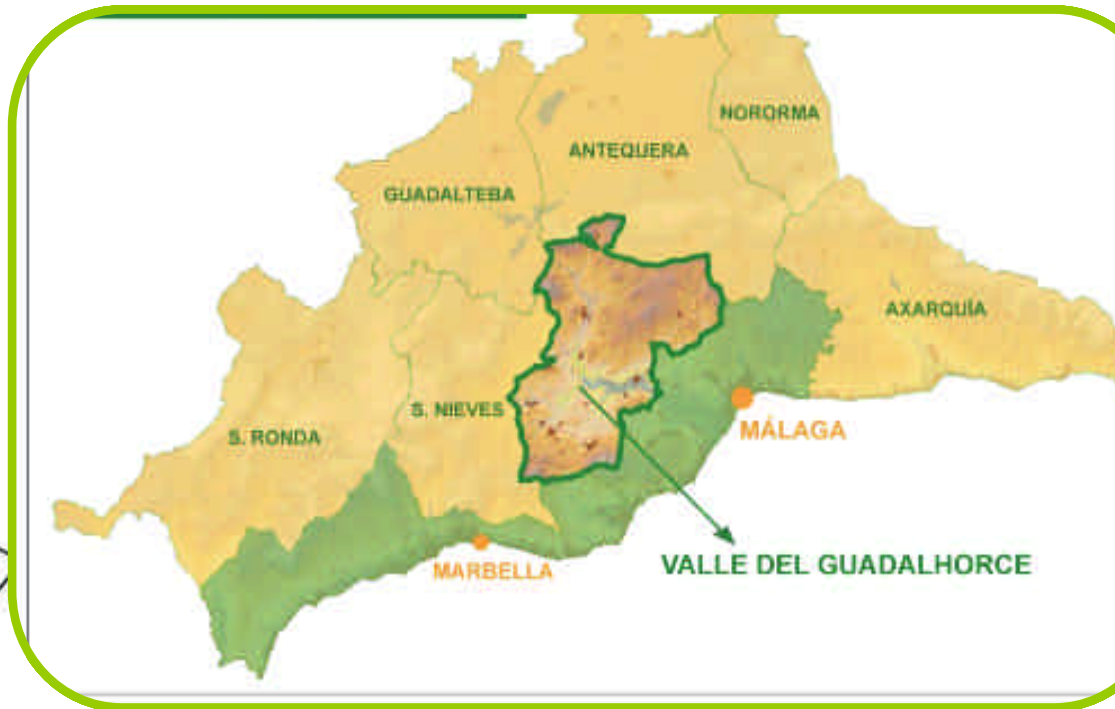 NORORMA
ANTEQUERA
GUADALTEBA
AXARQUÍA
S. NIEVES
S. RONDA
MÁLAGA
VALLE DEL GUADALHORCE
MARBELLA